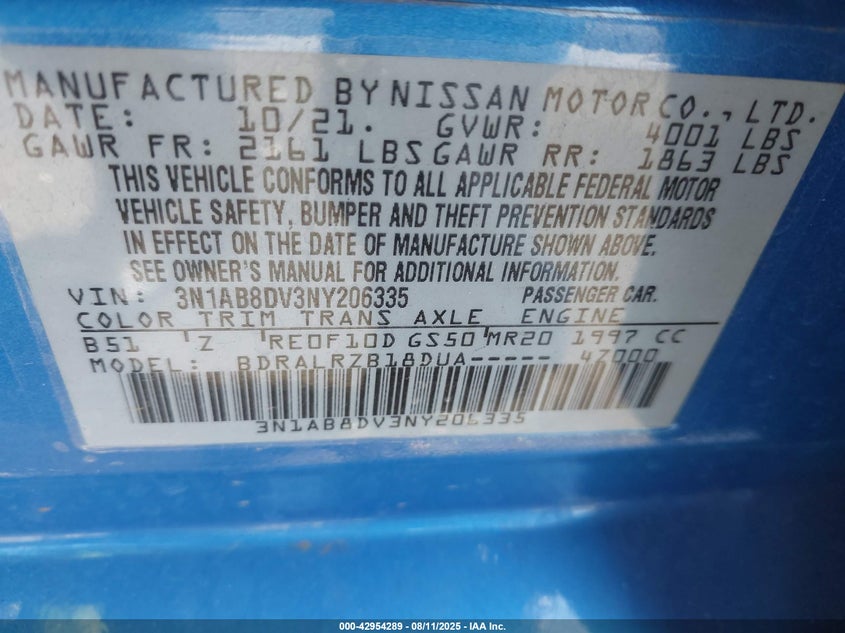 MANUFACTURED BY NISSAN MOTOR CO., LTD.
DATE: 10/21. GVWR: 4001 LBS
GAWR FR: 2161 LBS GAWR RR: 1863 LBS
THIS VEHICLE CONFORMS TO ALL APPLICABLE FEDERAL MOTOR
VEHICLE SAFETY, BUMPER AND THEFT PREVENTION STANDARDS
IN EFFECT ON THE DATE OF MANUFACTURE SHOWN ABOVE.
SEE OWNER'S MANUAL FOR ADDITIONAL INFORMATION.
VIN: 3N1AB8DV3NY206335 PASSENGER CAR.
COLOR TRIM TRANS AXLE ENGINE
B51 'Z 'RE0F10D GS50 'MR20 1997 CC
MODEL: BDRALRZB18DUA----- 4Z000
3N1AB8DV3NY206335
000-42954289 - 08/11/2025 - IAA Inc.